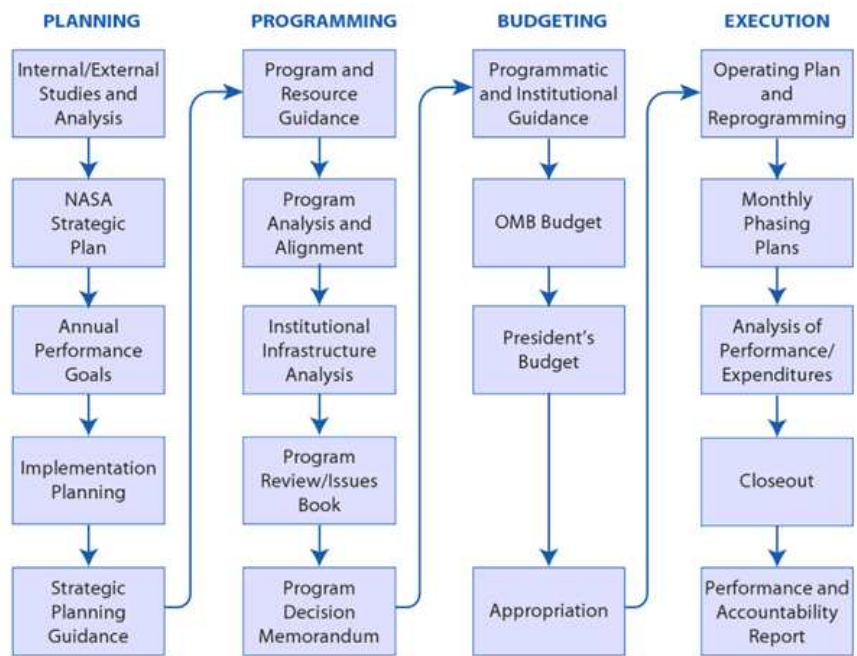 PLANNING
Internal/External
Studies and
Analysis
NASA
Strategic
Plan
Annual
Performance
Goals
Implementation
Planning
Strategic
Planning
Guidance
PROGRAMMING
Program and
Resource
Guidance
Program
Analysis and
Alignment
Institutional
Infrastructure
Analysis
Program
Review/Issues
Book
Program
Decision
Memorandum
BUDGETING
Programmatic
and Institutional
Guidance
OMB Budget
President's
Budget
Appropriation
EXECUTION
Operating Plan
and
Reprogramming
Monthly
Phasing
Plans
Analysis of
Performance/
Expenditures
Closeout
Performance and
Accountability
Report